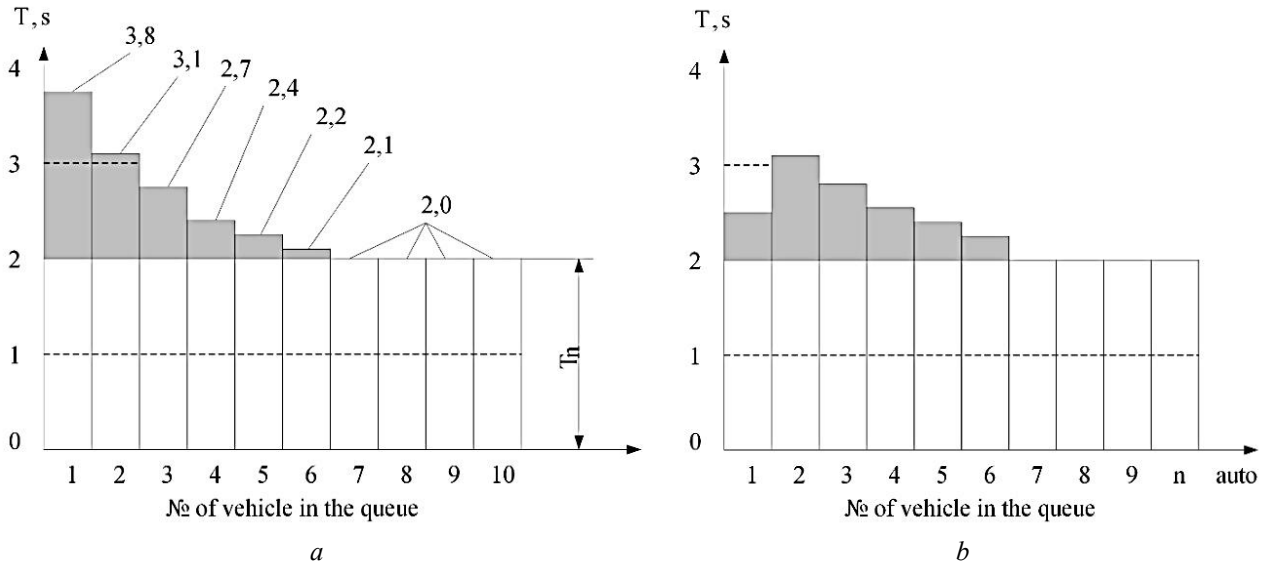 T, s
4
3
2
1
0
3,8
3,1
2,7
2,4
2,2
2,1
2,0
Tn
1 2 3 4 5 6 7 8 9 10
№ of vehicle in the queue
a
T, s
4
3
2
1
0
1 2 3 4 5 6 7 8 9 n auto
№ of vehicle in the queue
b